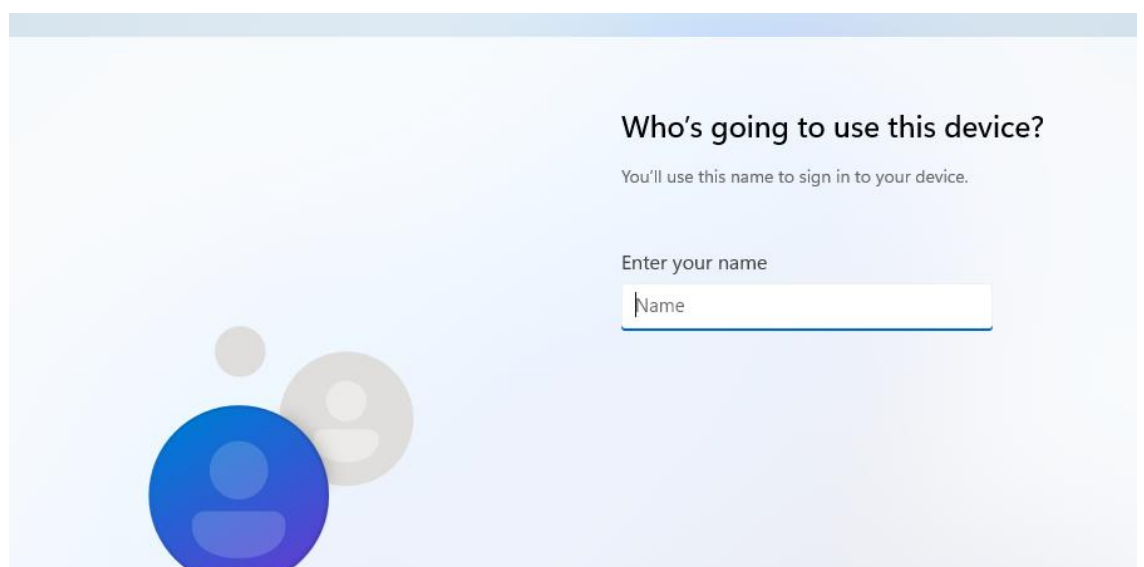 Who's going to use this device?
You'll use this name to sign in to your device.
Enter your name
Name